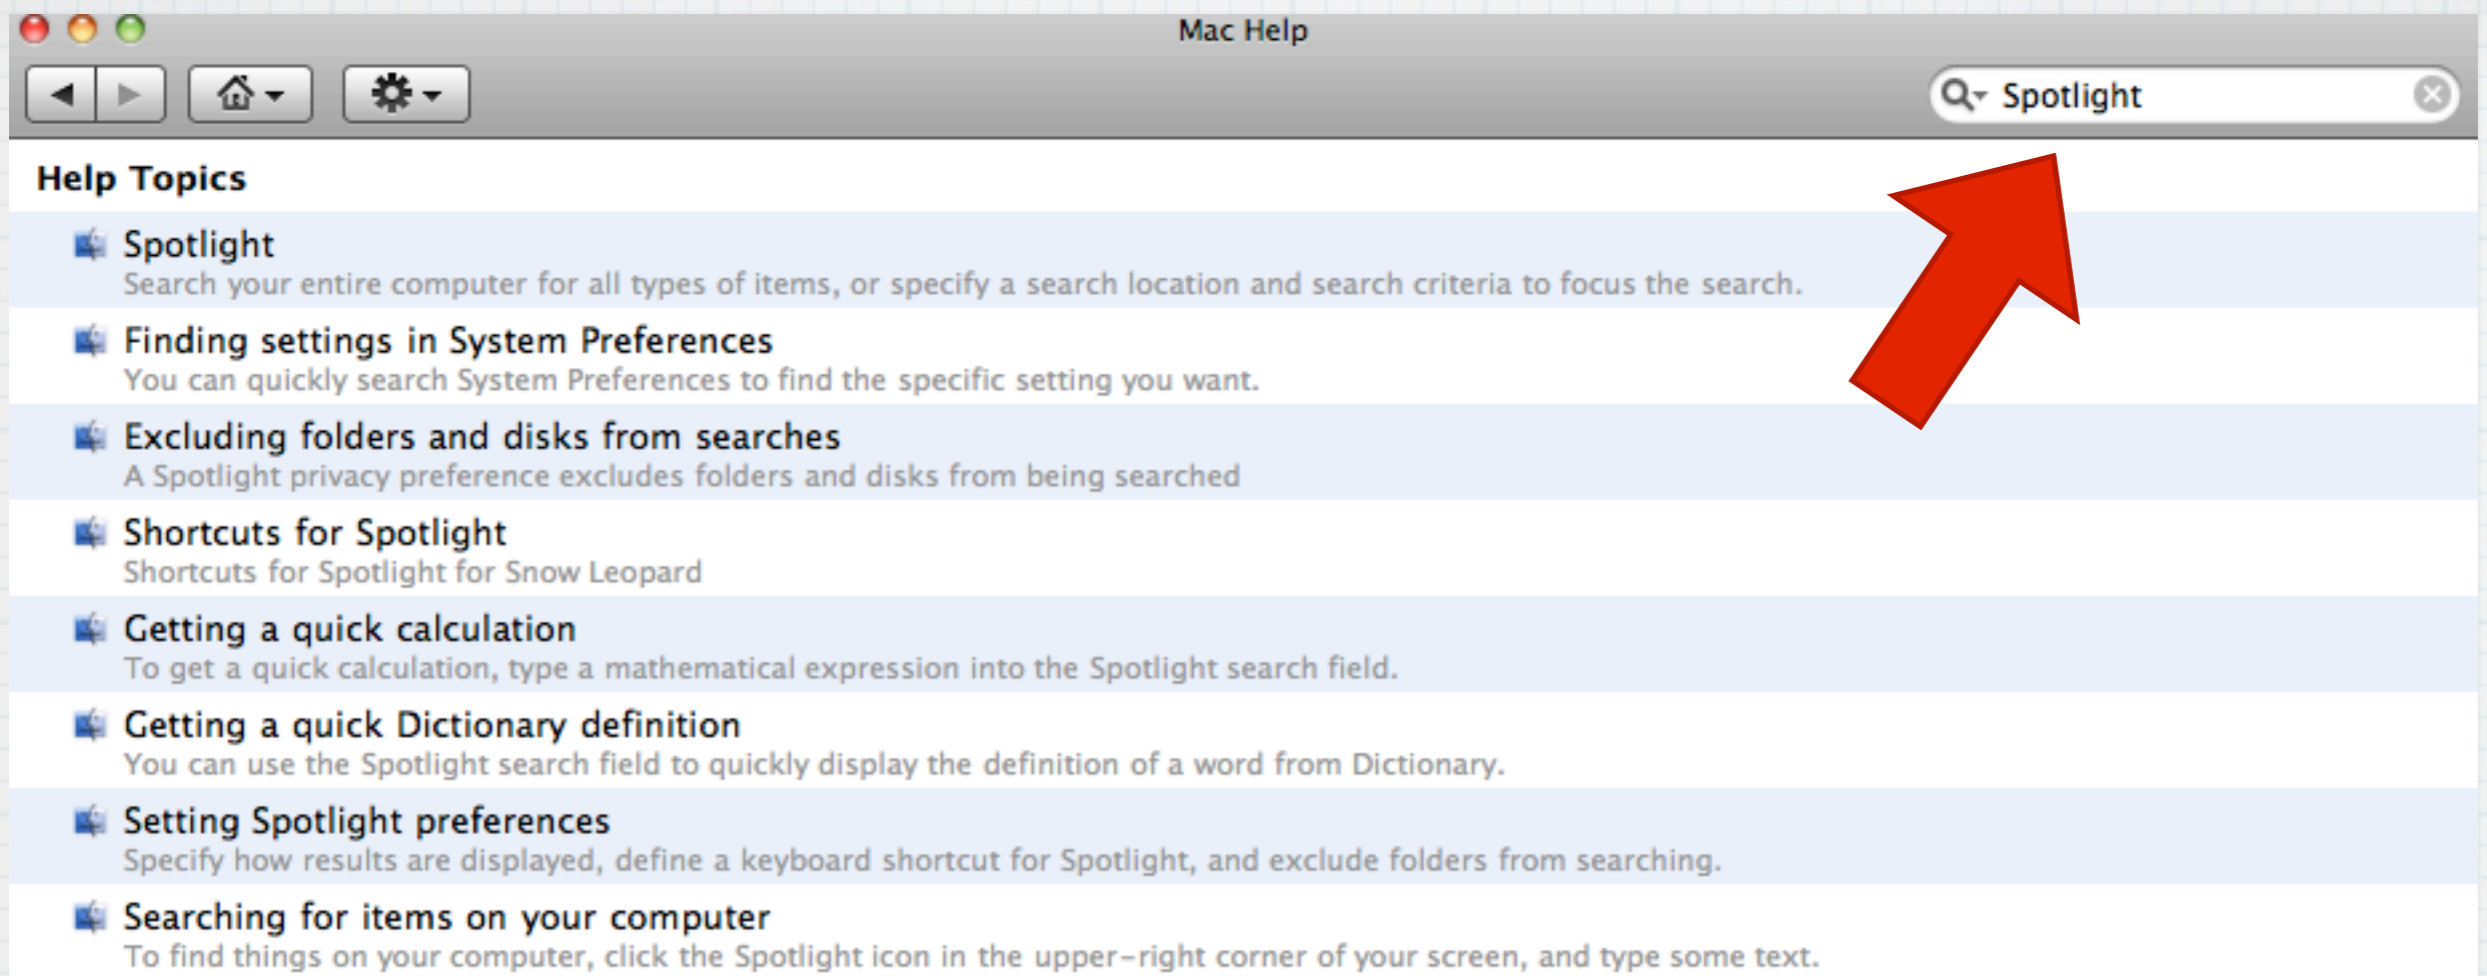 Mac Help
Spotlight
Help Topics
Spotlight
Search your entire computer for all types of items, or specify a search location and search criteria to focus the search.
Finding settings in System Preferences
You can quickly search System Preferences to find the specific setting you want.
Excluding folders and disks from searches
A Spotlight privacy preference excludes folders and disks from being searched
Shortcuts for Spotlight
Shortcuts for Spotlight for Snow Leopard
Getting a quick calculation
To get a quick calculation, type a mathematical expression into the Spotlight search field.
Getting a quick Dictionary definition
You can use the Spotlight search field to quickly display the definition of a word from Dictionary.
Setting Spotlight preferences
Specify how results are displayed, define a keyboard shortcut for Spotlight, and exclude folders from searching.
Searching for items on your computer
To find things on your computer, click the Spotlight icon in the upper-right corner of your screen, and type some text.